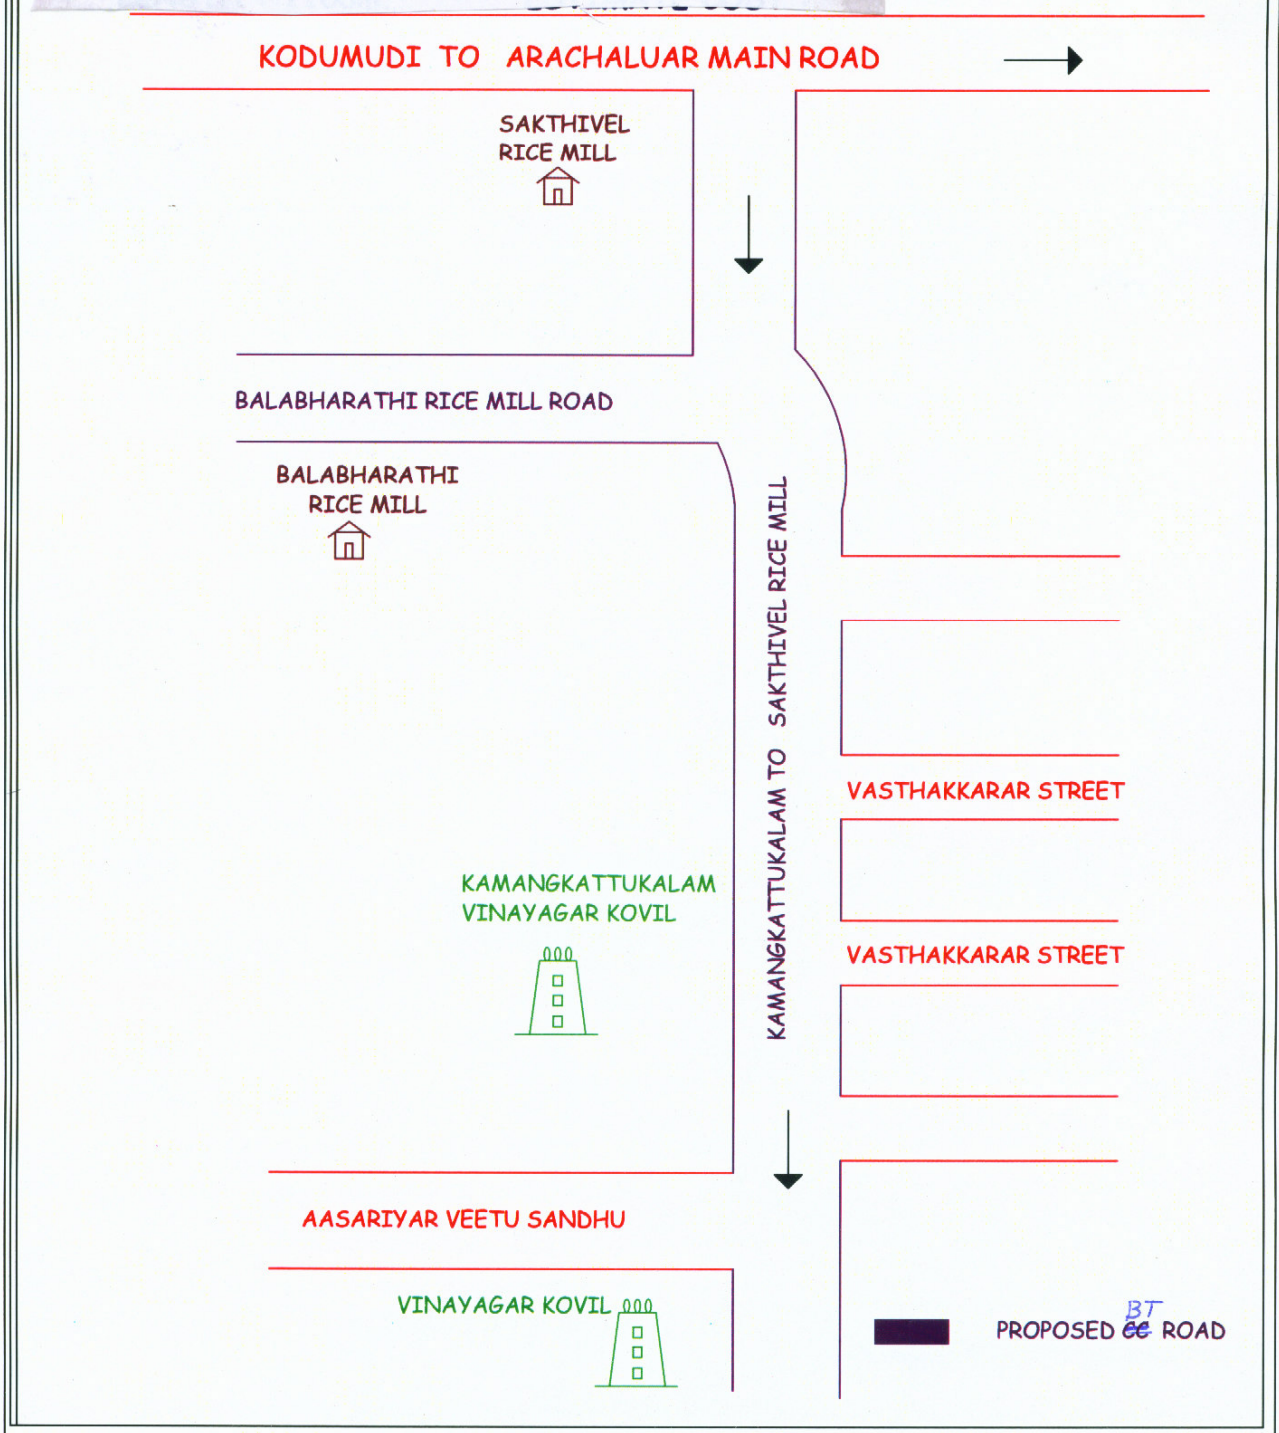 KODUMUDI TO ARACHALUAR MAIN ROAD
SAKTHIVEL
RICE MILL
BALABHARATHI RICE MILL ROAD
BALABHARATHI
RICE MILL
KAMANGKATTUKALAM TO SAKTHIVEL RICE MILL
VASTHAKKARAR STREET
KAMANGKATTUKALAM
VINAYAGAR KOVIL
VASTHAKKARAR STREET
AASARIYAR VEETU SANDHU
VINAYAGAR KOVIL
BT
PROPOSED CC ROAD